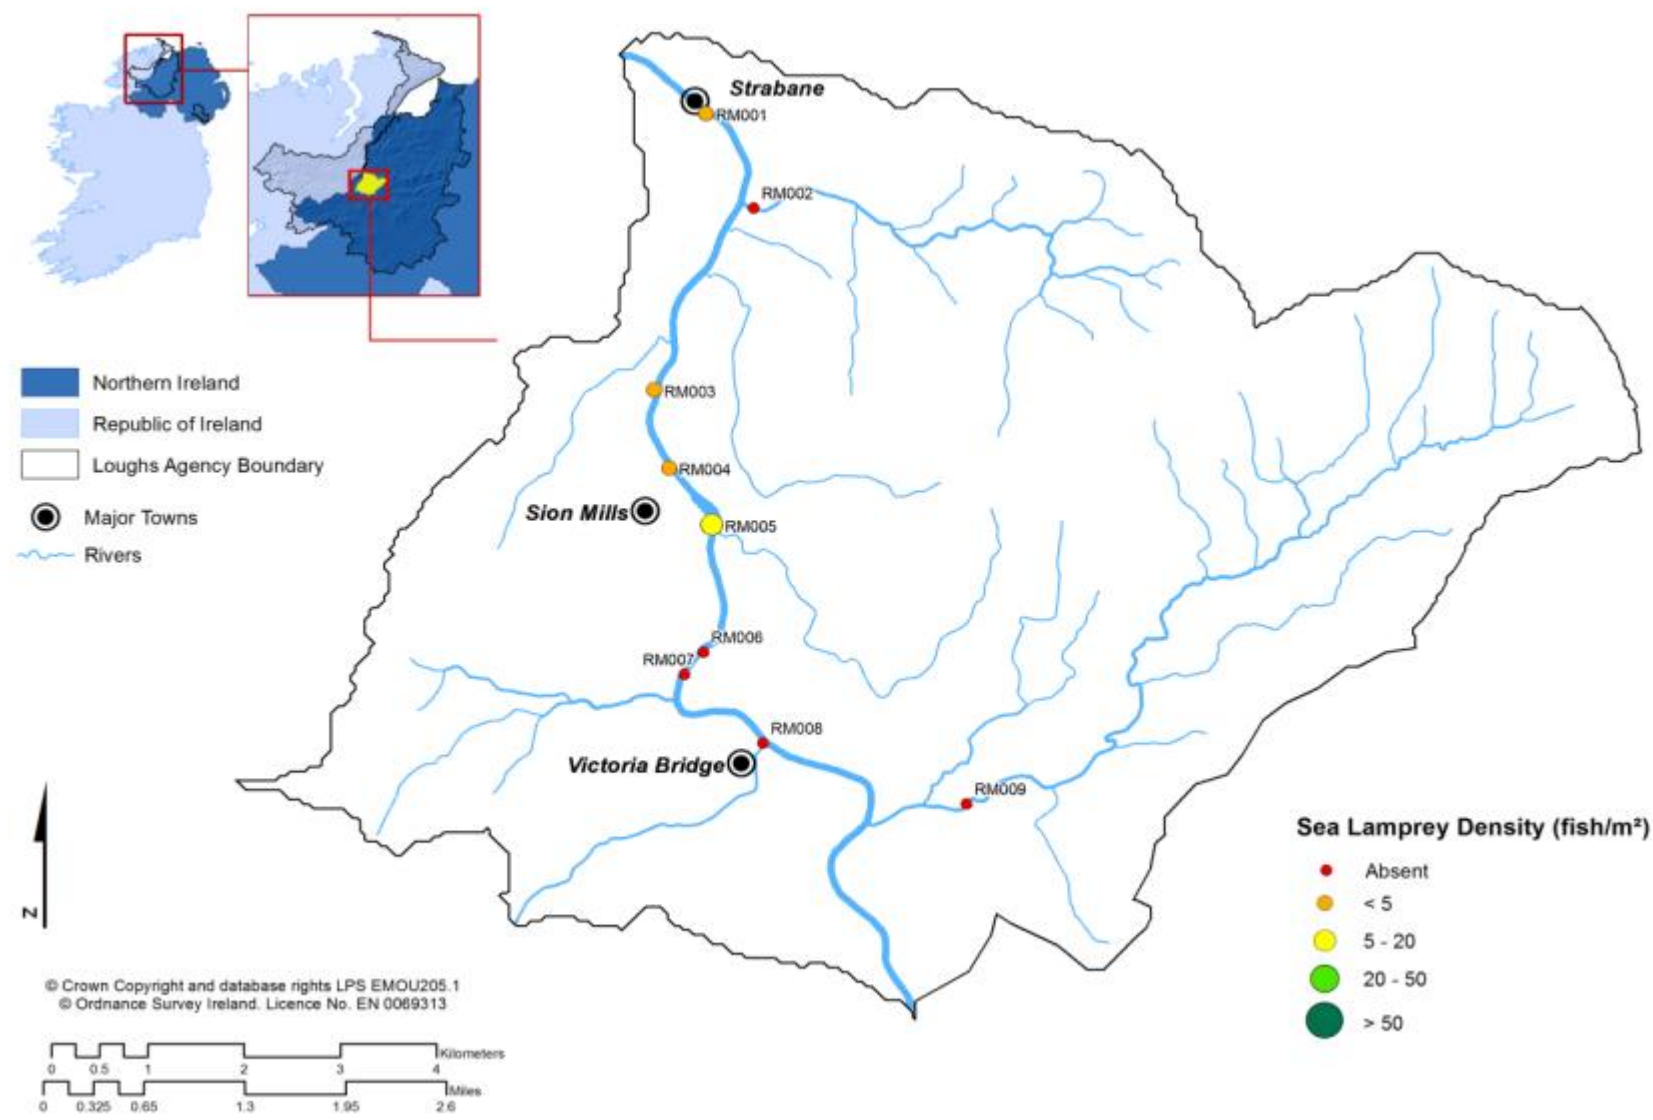 Strabane
RM001
RM002
RM003
RM004
Sion Mills
RM005
RM006
RM007
RM008
Victoria Bridge
RM009
Northern Ireland
Republic of Ireland
Loughs Agency Boundary
Major Towns
Rivers
Sea Lamprey Density (fish/m²)
Absent
< 5
5 - 20
20 - 50
> 50
N
© Crown Copyright and database rights LPS EMOU205.1
© Ordnance Survey Ireland. Licence No. EN 0069313
Kilometers
0 0.5 1 2 3 4
Miles
0 0.325 0.65 1.3 1.95 2.6